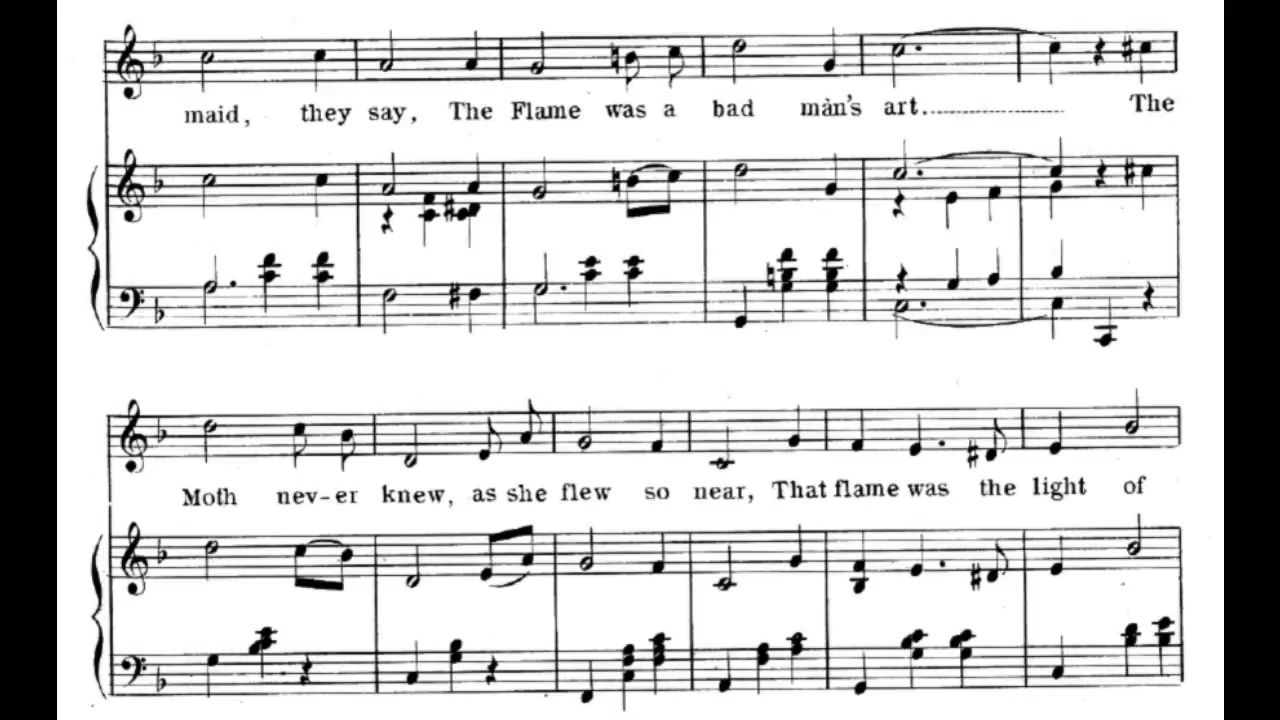 maid, they say, The Flame was a bad màn's art............ The
Moth nev-er knew, as she flew so near, That flame was the light of